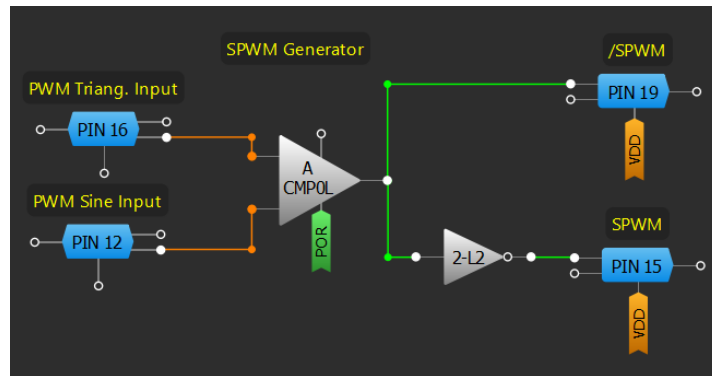 SPWM Generator
/SPWM
PWM Triang. Input
PIN 16
PIN 19
A
CMP0L
VDD
PWM Sine Input
PIN 12
POR
SPWM
2-L2
PIN 15
VDD